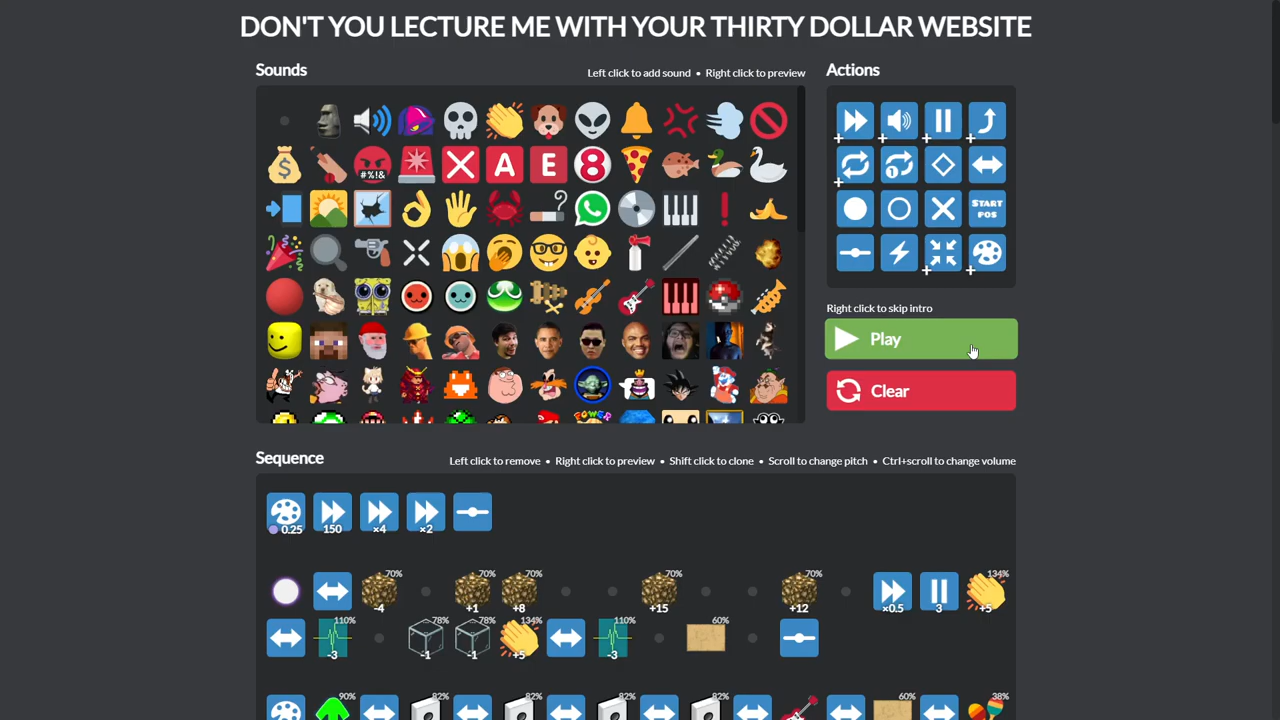 DON'T YOU LECTURE ME WITH YOUR THIRTY DOLLAR WEBSITE
Sounds
Left click to add sound • Right click to preview
Actions
#%!&
A
E
8
1
START POS
Right click to skip intro
Play
Clear
POWER
Sequence
Left click to remove • Right click to preview • Shift click to clone • Scroll to change pitch • Ctrl+scroll to change volume
0.25 150 ×4 ×2
70% 70% 70% 70% 70% 134%
-4 +1 +8 +15 +12 ×0.5 3 +5
110% 78% 78% 134% 110% 60%
-3 -1 -1 +5 -3
90% 82% 82% 82% 82% 60% 38%